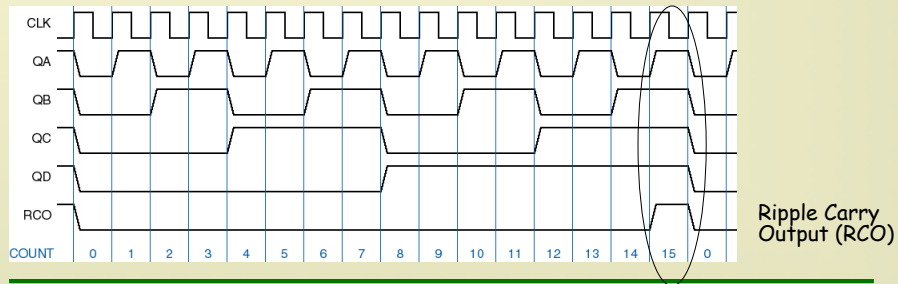 CLK
QA
QB
QC
QD
RCO
Ripple Carry
Output (RCO)
COUNT 0 1 2 3 4 5 6 7 8 9 10 11 12 13 14 15 0